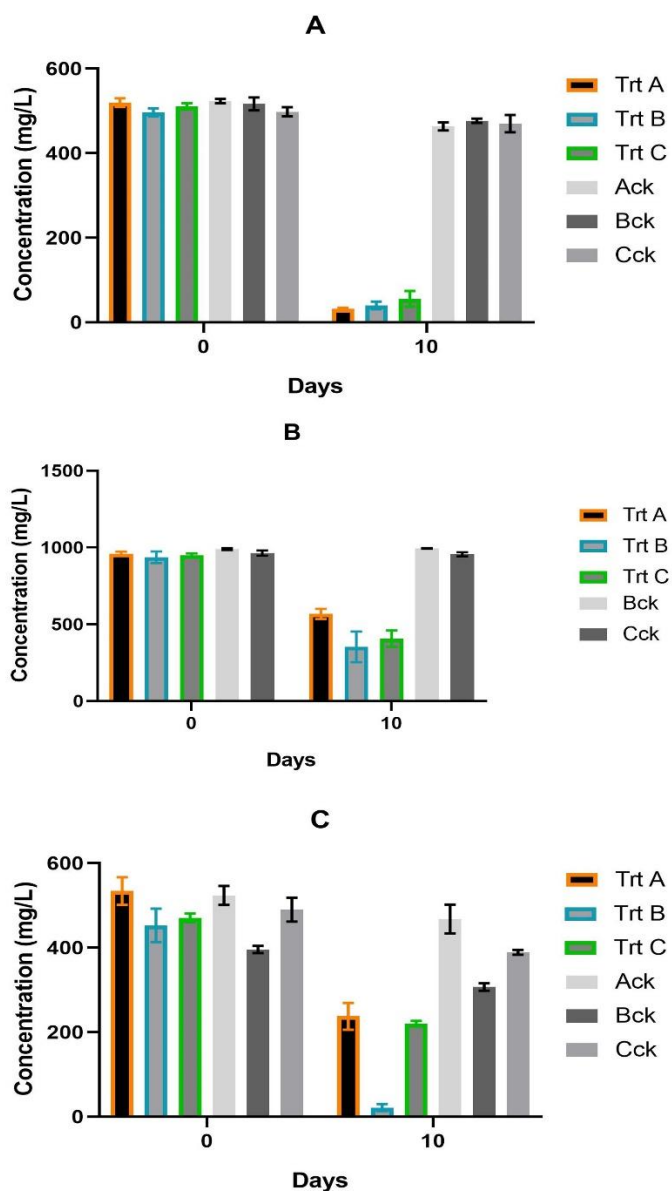 A
Concentration (mg/L)
600
400
200
0
0
10
Days
Trt A
Trt B
Trt C
Ack
Bck
Cck
B
Concentration (mg/L)
1500
1000
500
0
0
10
Days
Trt A
Trt B
Trt C
Bck
Cck
C
Concentration (mg/L)
600
400
200
0
0
10
Days
Trt A
Trt B
Trt C
Ack
Bck
Cck